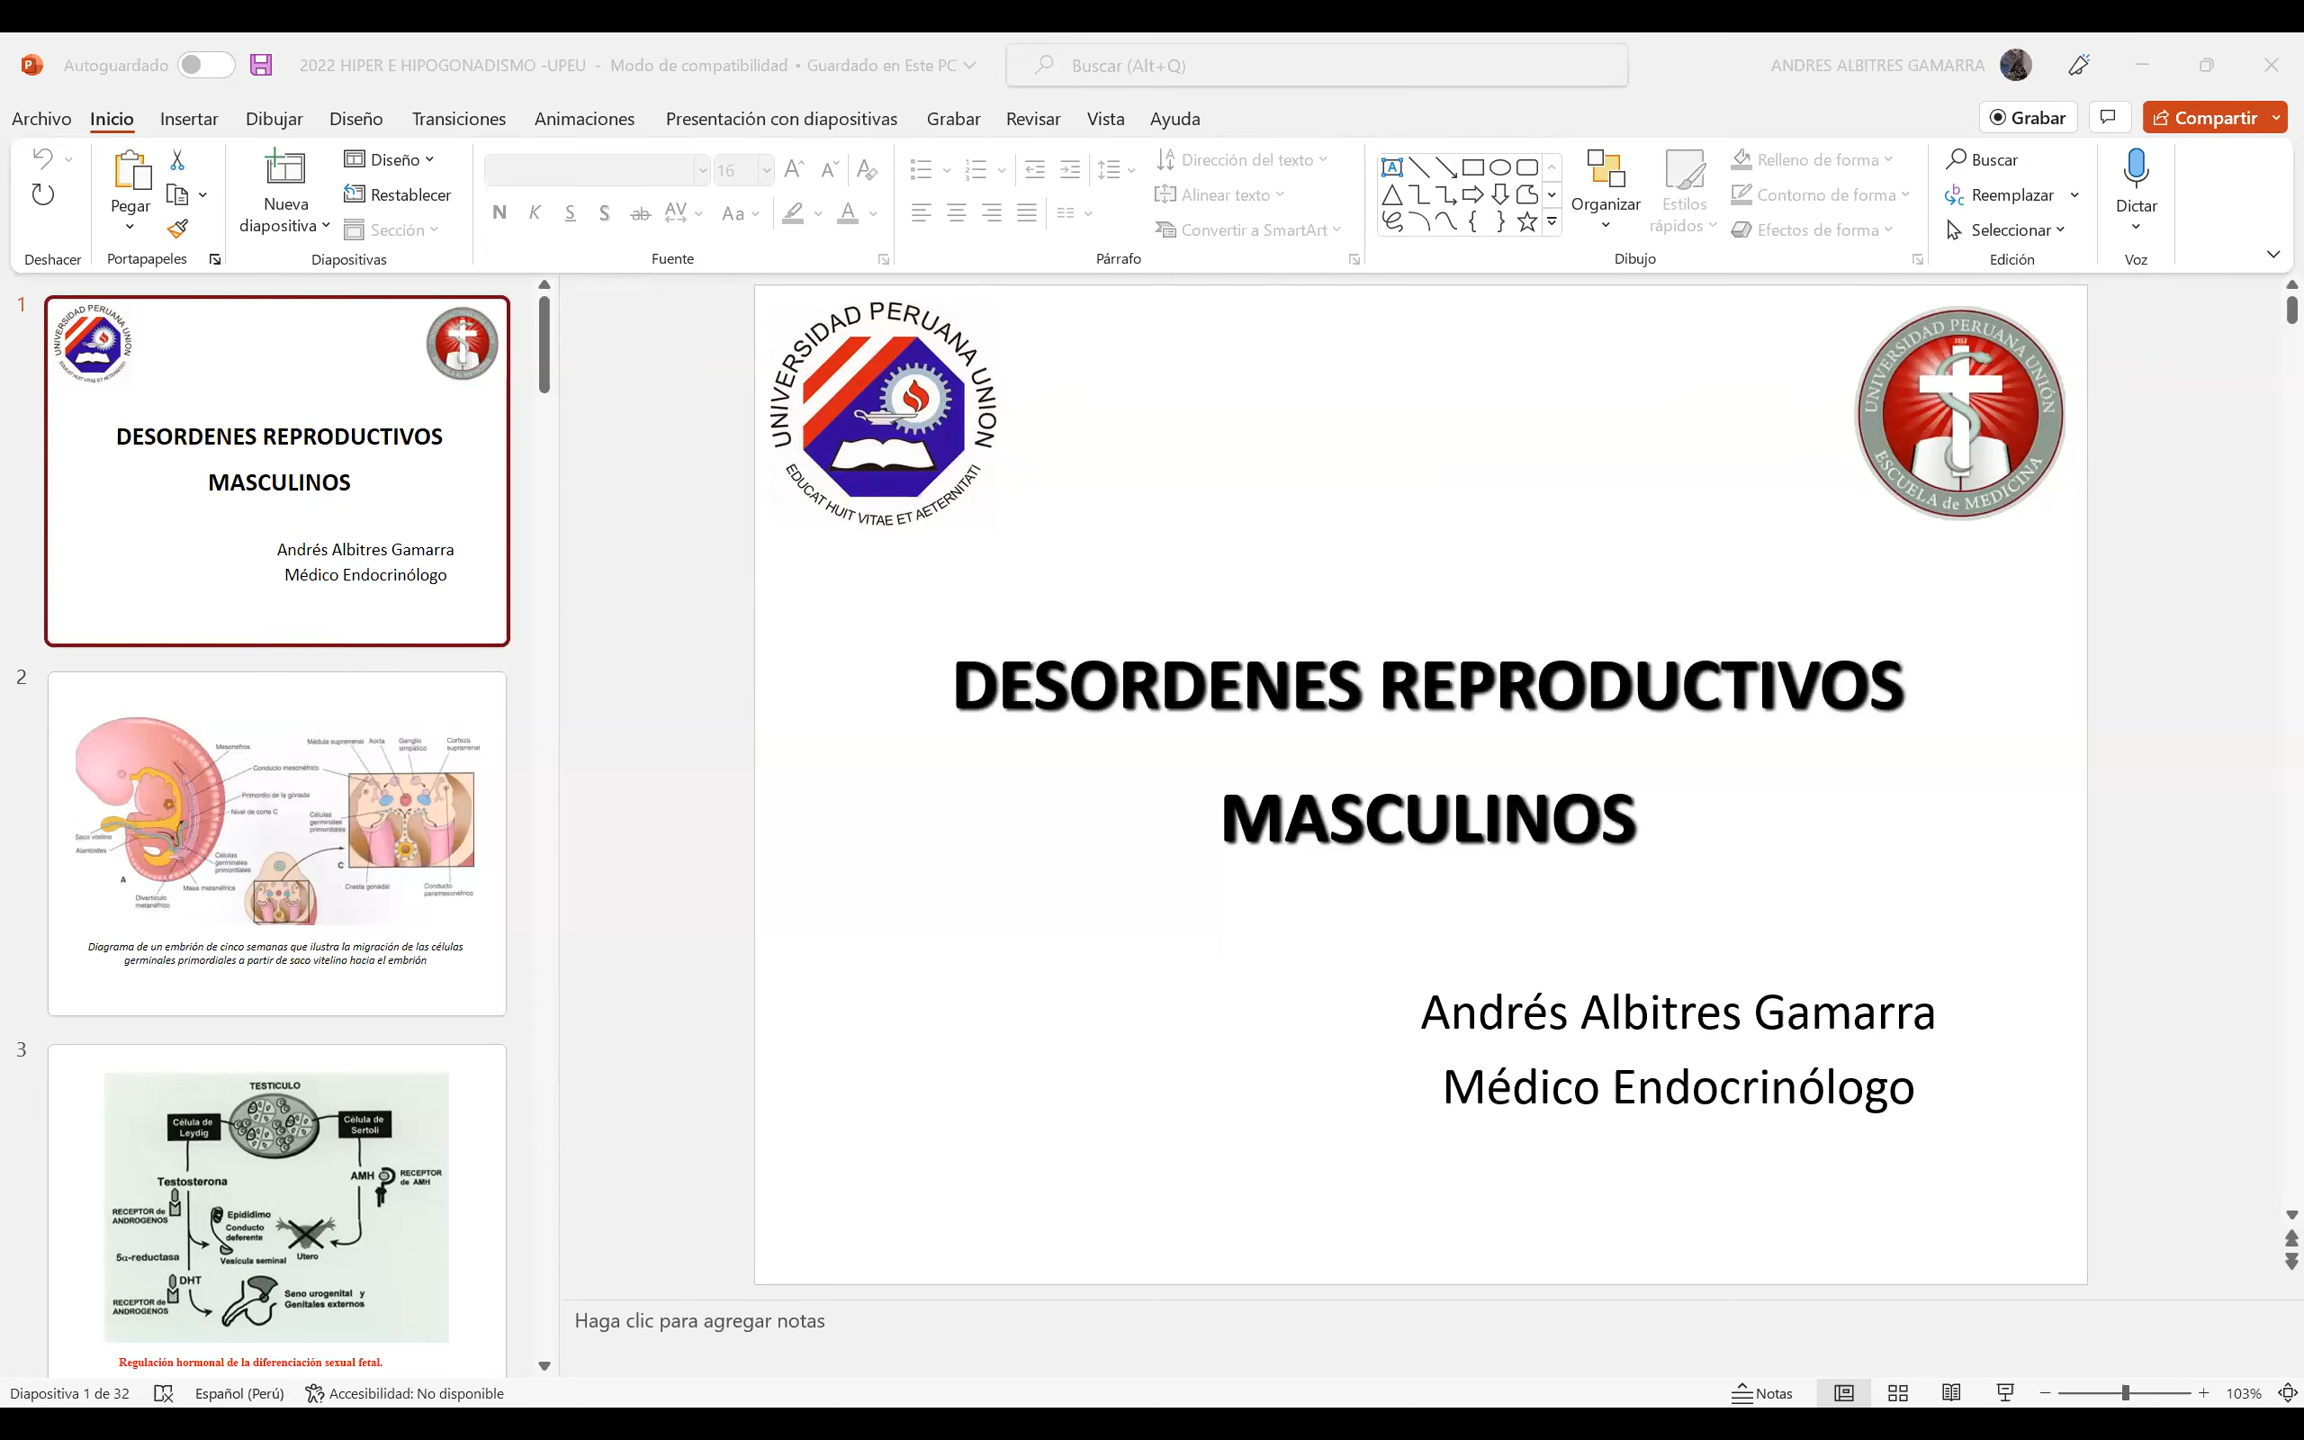 Autoguardado
2022 HIPER E HIPOGONADISMO -UPEU - Modo de compatibilidad • Guardado en Este PC
Buscar (Alt+Q)
ANDRES ALBITRES GAMARRA
Archivo Inicio Insertar Dibujar Diseño Transiciones Animaciones Presentación con diapositivas Grabar Revisar Vista Ayuda
Grabar
Compartir
Pegar
Nueva diapositiva
Diseño
Restablecer
Sección
16
N K S S ab AV Aa A
Dirección del texto
Alinear texto
Convertir a SmartArt
Organizar
Estilos rápidos
Relleno de forma
Contorno de forma
Efectos de forma
Buscar
Reemplazar
Seleccionar
Dictar
Deshacer Portapapeles Diapositivas Fuente Párrafo Dibujo Edición Voz
1
UNIVERSIDAD PERUANA UNION
DESORDENES REPRODUCTIVOS
MASCULINOS
Andrés Albitres Gamarra
Médico Endocrinólogo
2
Mesonefros
Conducto mesonéfrico
Primordio de la gónada
Nivel de corte C
Saco vitelino
Alantoides
Células germinales primordiales
Masa metanéfrica
Divertículo metanéfrico
A
Médula suprarrenal
Aorta
Ganglio simpático
Corteza suprarrenal
Células germinales primordiales
C
Cresta gonadal
Conducto paramesonéfrico
Diagrama de un embrión de cinco semanas que ilustra la migración de las células
germinales primordiales a partir de saco vitelino hacia el embrión
3
TESTICULO
Célula de Leydig
Célula de Sertoli
Testosterona
AMH
RECEPTOR de AMH
RECEPTOR de ANDROGENOS
Epidídimo
Conducto deferente
Vesícula seminal
Utero
5α-reductasa
DHT
RECEPTOR de ANDROGENOS
Seno urogenital y
Genitales externos
Regulación hormonal de la diferenciación sexual fetal.
UNIVERSIDAD PERUANA UNION
EDUCAT HUIT VITAE ET AETERNITATI
UNIVERSIDAD PERUANA UNIÓN
2012
ESCUELA de MEDICINA
DESORDENES REPRODUCTIVOS
MASCULINOS
Andrés Albitres Gamarra
Médico Endocrinólogo
Haga clic para agregar notas
Diapositiva 1 de 32
Español (Perú)
Accesibilidad: No disponible
Notas
103%